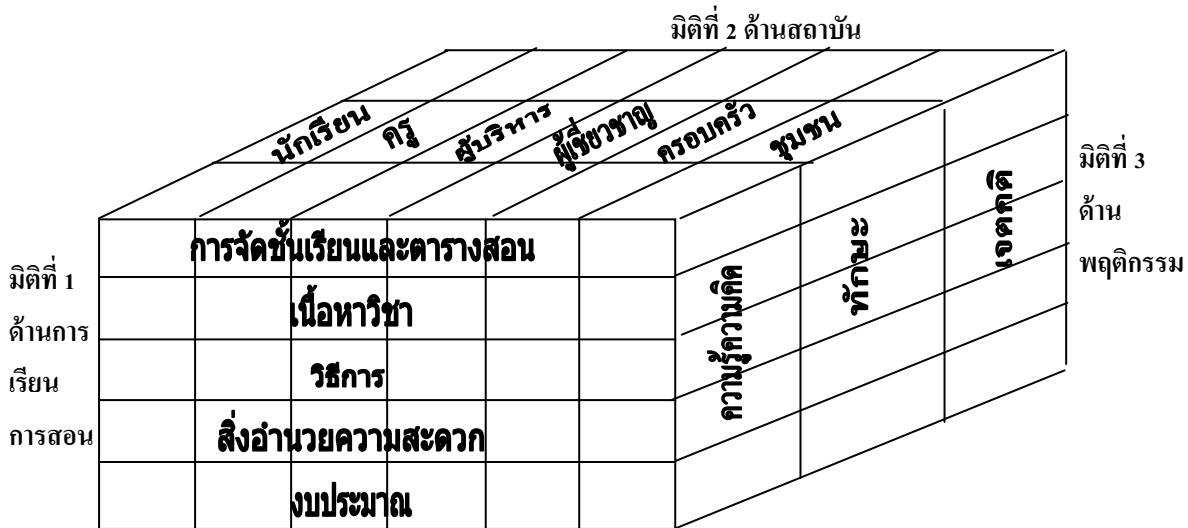 มิติที่ 2 ด้านสถาบัน
นักเรียน
ครู
ผู้บริหาร
ผู้เชี่ยวชาญ
ครอบครัว
ชุมชน
มิติที่ 1
ด้านการ
เรียน
การสอน
การจัดชั้นเรียนและตารางสอน
เนื้อหาวิชา
วิธีการ
สิ่งอำนวยความสะดวก
งบประมาณ
ความรู้ความคิด
ทักษะ
เจตคติ
มิติที่ 3
ด้าน
พฤติกรรม